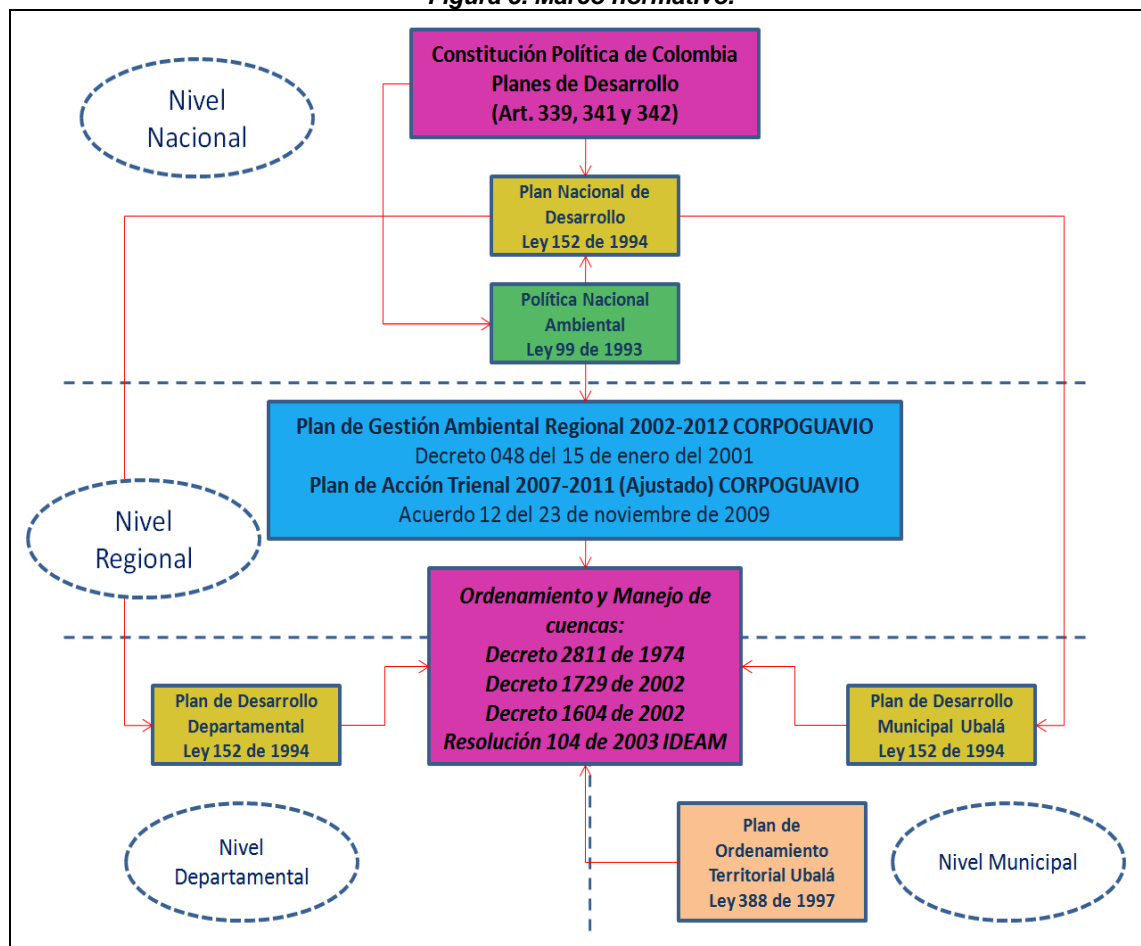 Figura 3. Marco normativo.
Constitución Política de Colombia
Planes de Desarrollo
(Art. 339, 341 y 342)
Nivel
Nacional
Plan Nacional de
Desarrollo
Ley 152 de 1994
Política Nacional
Ambiental
Ley 99 de 1993
Plan de Gestión Ambiental Regional 2002-2012 CORPOGUAVIO
Decreto 048 del 15 de enero del 2001
Plan de Acción Trienal 2007-2011 (Ajustado) CORPOGUAVIO
Acuerdo 12 del 23 de noviembre de 2009
Nivel
Regional
Ordenamiento y Manejo de
cuencas:
Decreto 2811 de 1974
Decreto 1729 de 2002
Decreto 1604 de 2002
Resolución 104 de 2003 IDEAM
Plan de Desarrollo
Departamental
Ley 152 de 1994
Plan de Desarrollo
Municipal Ubalá
Ley 152 de 1994
Nivel
Departamental
Plan de
Ordenamiento
Territorial Ubalá
Ley 388 de 1997
Nivel Municipal